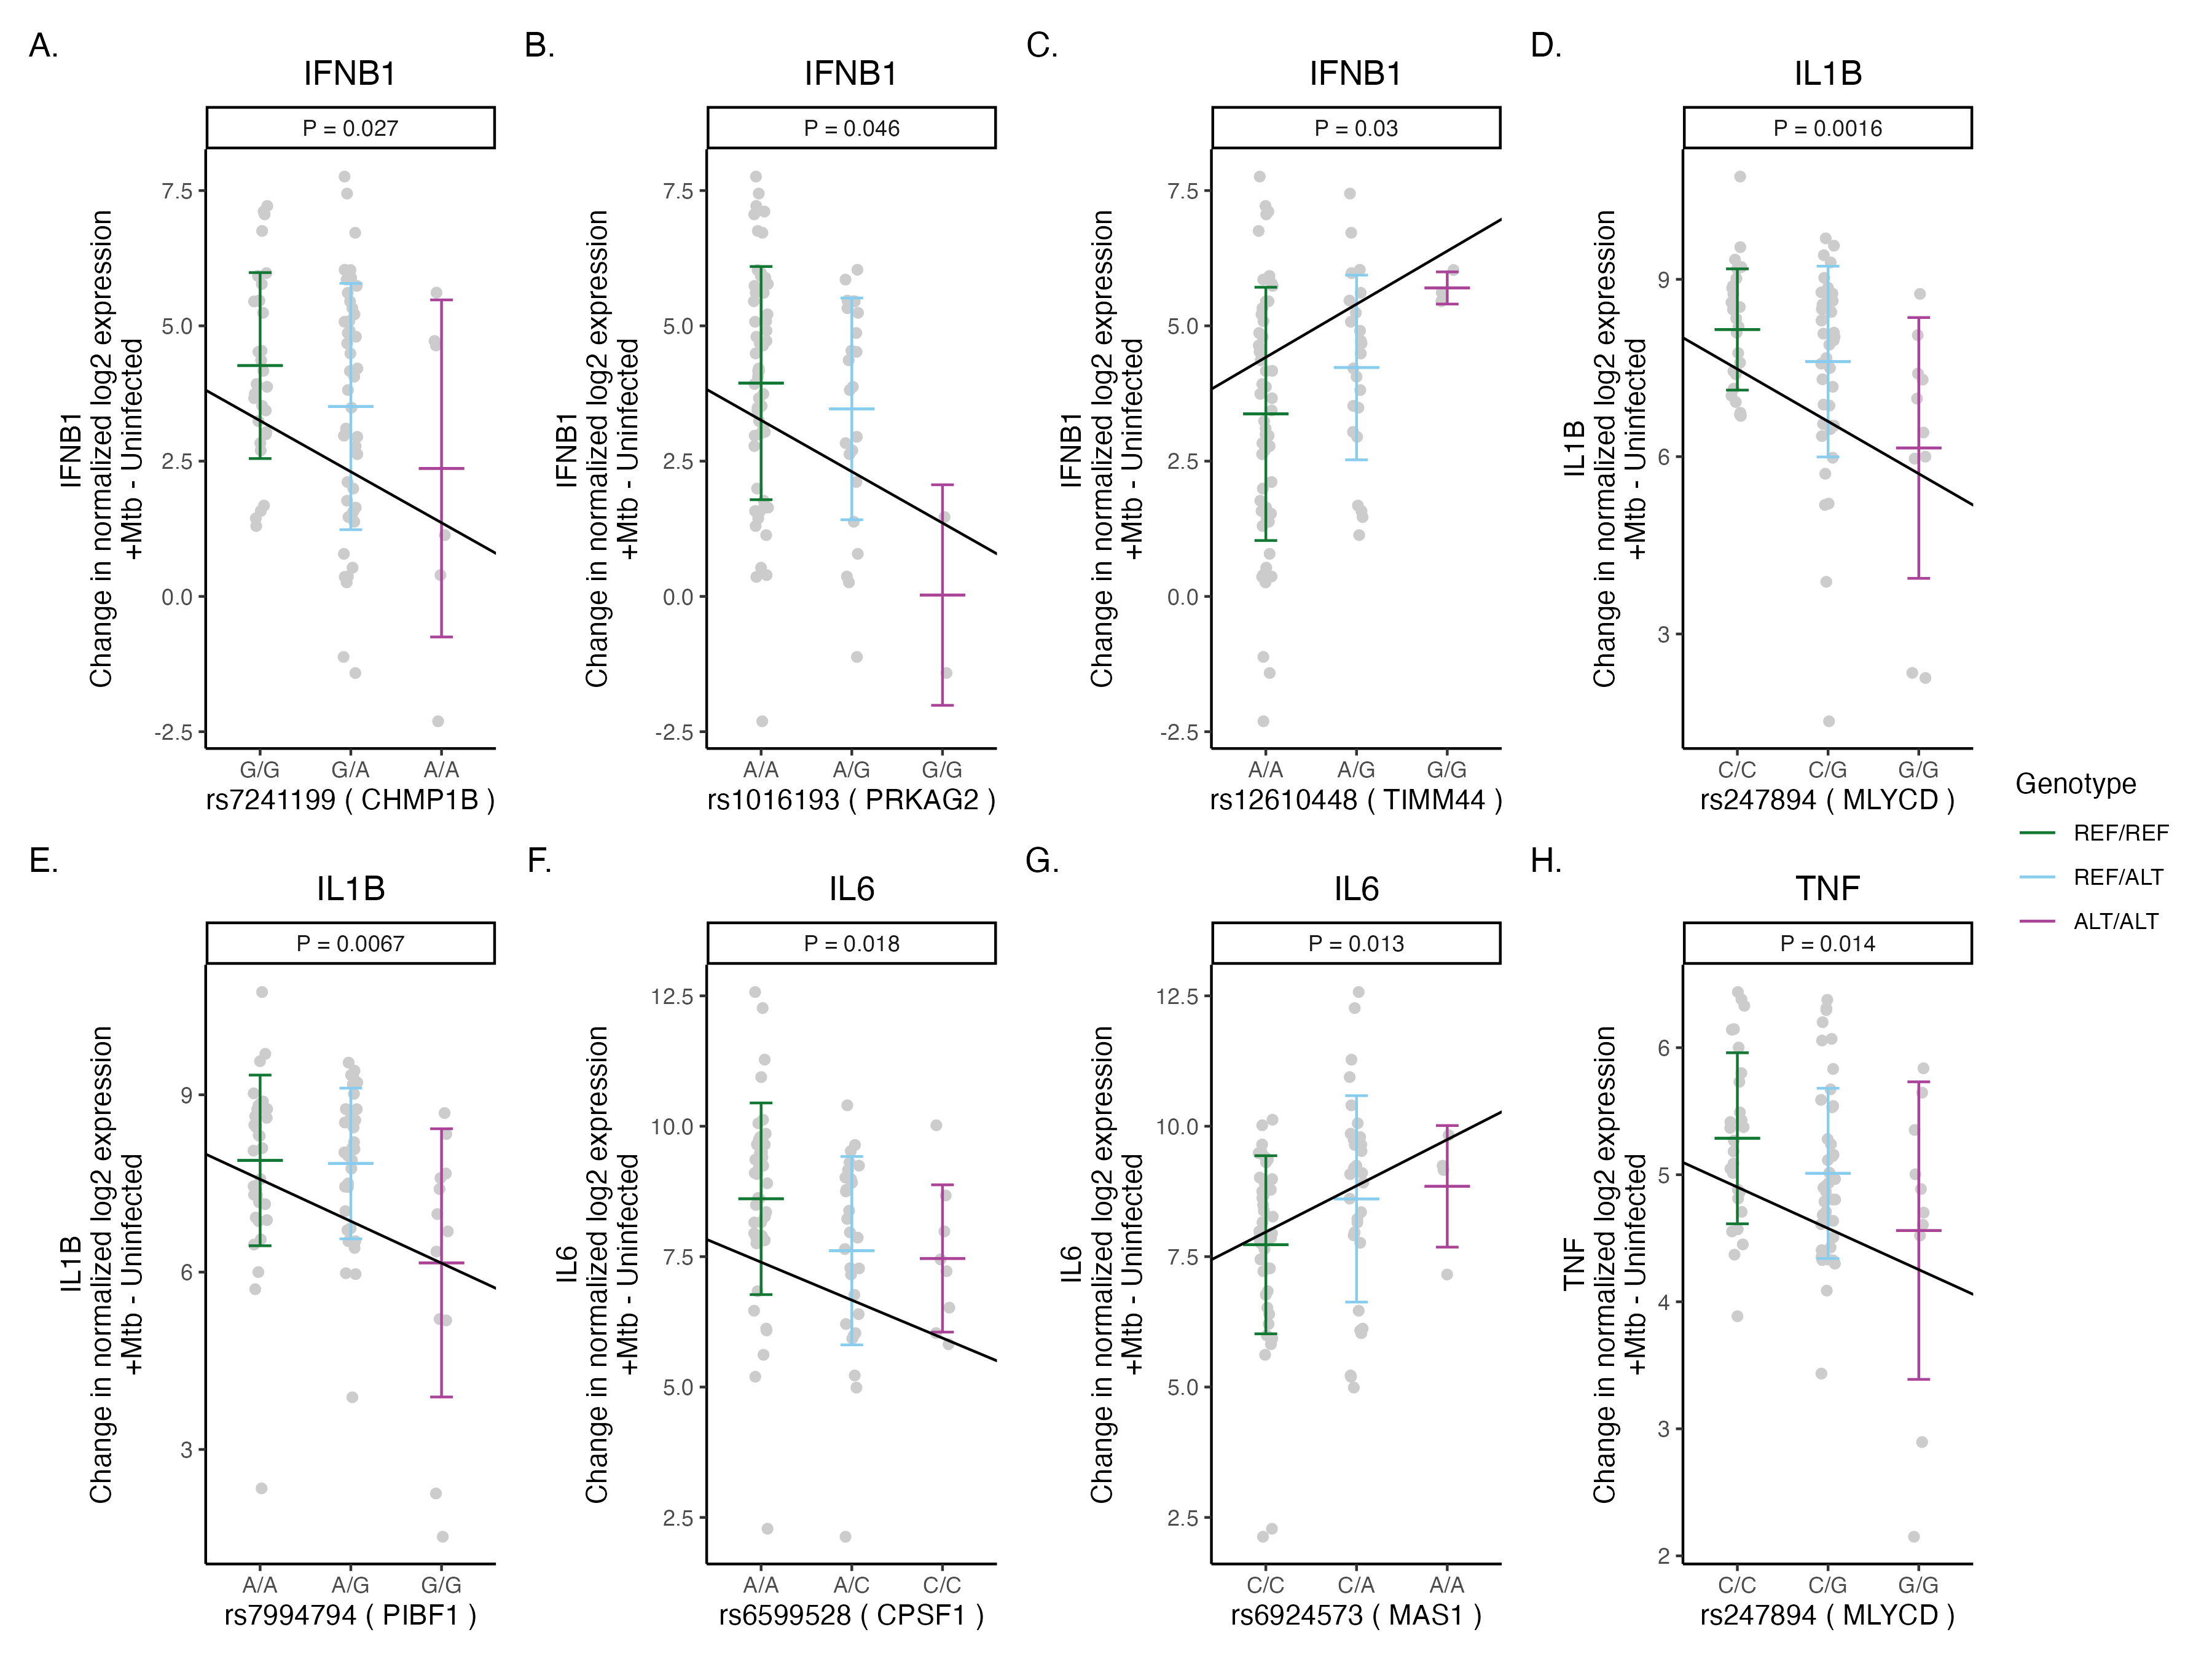 A.
IFNB1
P = 0.027
IFNB1
Change in normalized log2 expression
+Mtb - Uninfected
7.5
5.0
2.5
0.0
-2.5
G/G G/A A/A
rs7241199 ( CHMP1B )
B.
IFNB1
P = 0.046
IFNB1
Change in normalized log2 expression
+Mtb - Uninfected
7.5
5.0
2.5
0.0
-2.5
A/A A/G G/G
rs1016193 ( PRKAG2 )
C.
IFNB1
P = 0.03
IFNB1
Change in normalized log2 expression
+Mtb - Uninfected
7.5
5.0
2.5
0.0
-2.5
A/A A/G G/G
rs12610448 ( TIMM44 )
D.
IL1B
P = 0.0016
IL1B
Change in normalized log2 expression
+Mtb - Uninfected
9
6
3
C/C C/G G/G
rs247894 ( MLYCD )
Genotype
REF/REF
REF/ALT
ALT/ALT
E.
IL1B
P = 0.0067
IL1B
Change in normalized log2 expression
+Mtb - Uninfected
9
6
3
A/A A/G G/G
rs7994794 ( PIBF1 )
F.
IL6
P = 0.018
IL6
Change in normalized log2 expression
+Mtb - Uninfected
12.5
10.0
7.5
5.0
2.5
A/A A/C C/C
rs6599528 ( CPSF1 )
G.
IL6
P = 0.013
IL6
Change in normalized log2 expression
+Mtb - Uninfected
12.5
10.0
7.5
5.0
2.5
C/C C/A A/A
rs6924573 ( MAS1 )
H.
TNF
P = 0.014
TNF
Change in normalized log2 expression
+Mtb - Uninfected
6
5
4
3
2
C/C C/G G/G
rs247894 ( MLYCD )